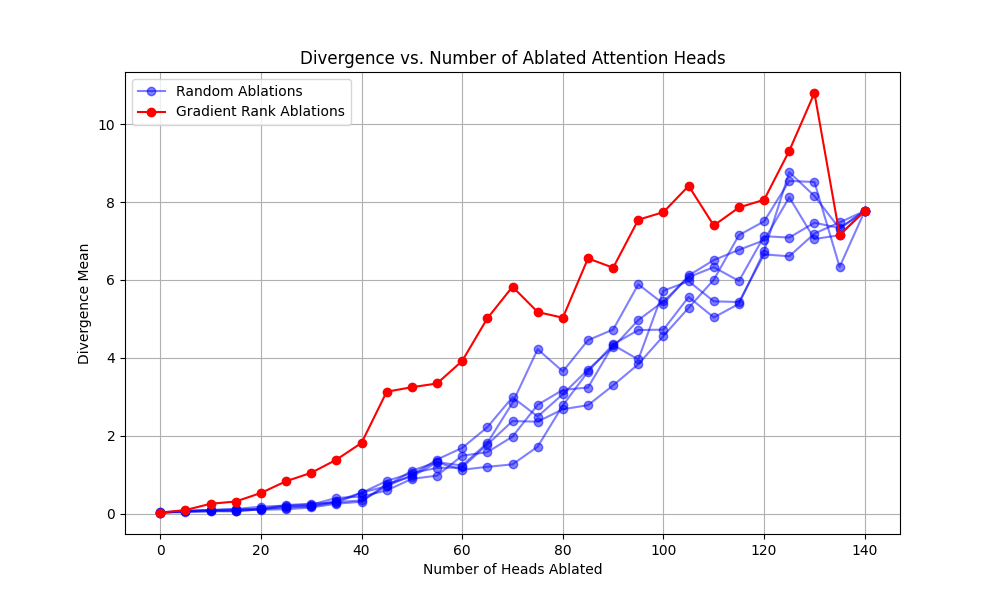 Divergence vs. Number of Ablated Attention Heads
Random Ablations
Gradient Rank Ablations
10
8
6
4
2
0
Divergence Mean
0 20 40 60 80 100 120 140
Number of Heads Ablated